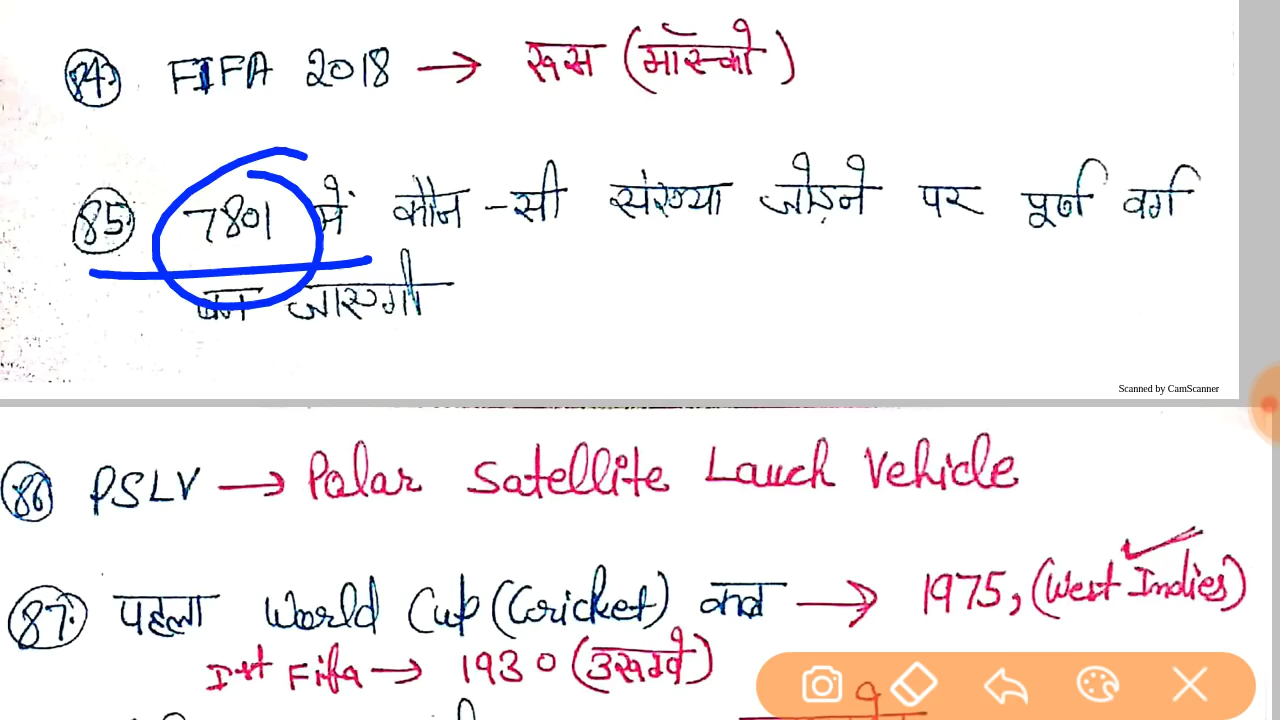 84. FIFA 2018 → रूस (मॉस्को)
85. 7801 में कौन-सी संख्या जोड़ने पर पूर्ण वर्ग
बन जाएगी
Scanned by CamScanner
86 PSLV → Polar Satellite Lauch Vehicle
87. पहला World Cup (Cricket) कब → 1975, (West Indies)
Ist Fifa → 1930 (उरूग्वे)